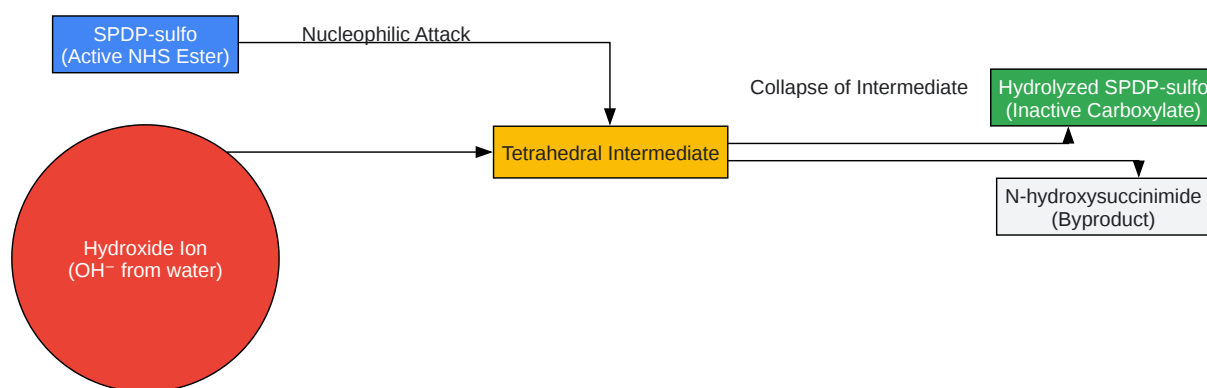 SPDP-sulfo
(Active NHS Ester)
Nucleophilic Attack
Collapse of Intermediate
Hydrolyzed SPDP-sulfo
(Inactive Carboxylate)
Tetrahedral Intermediate
N-hydroxysuccinimide
(Byproduct)
Hydroxide Ion
(OH⁻ from water)